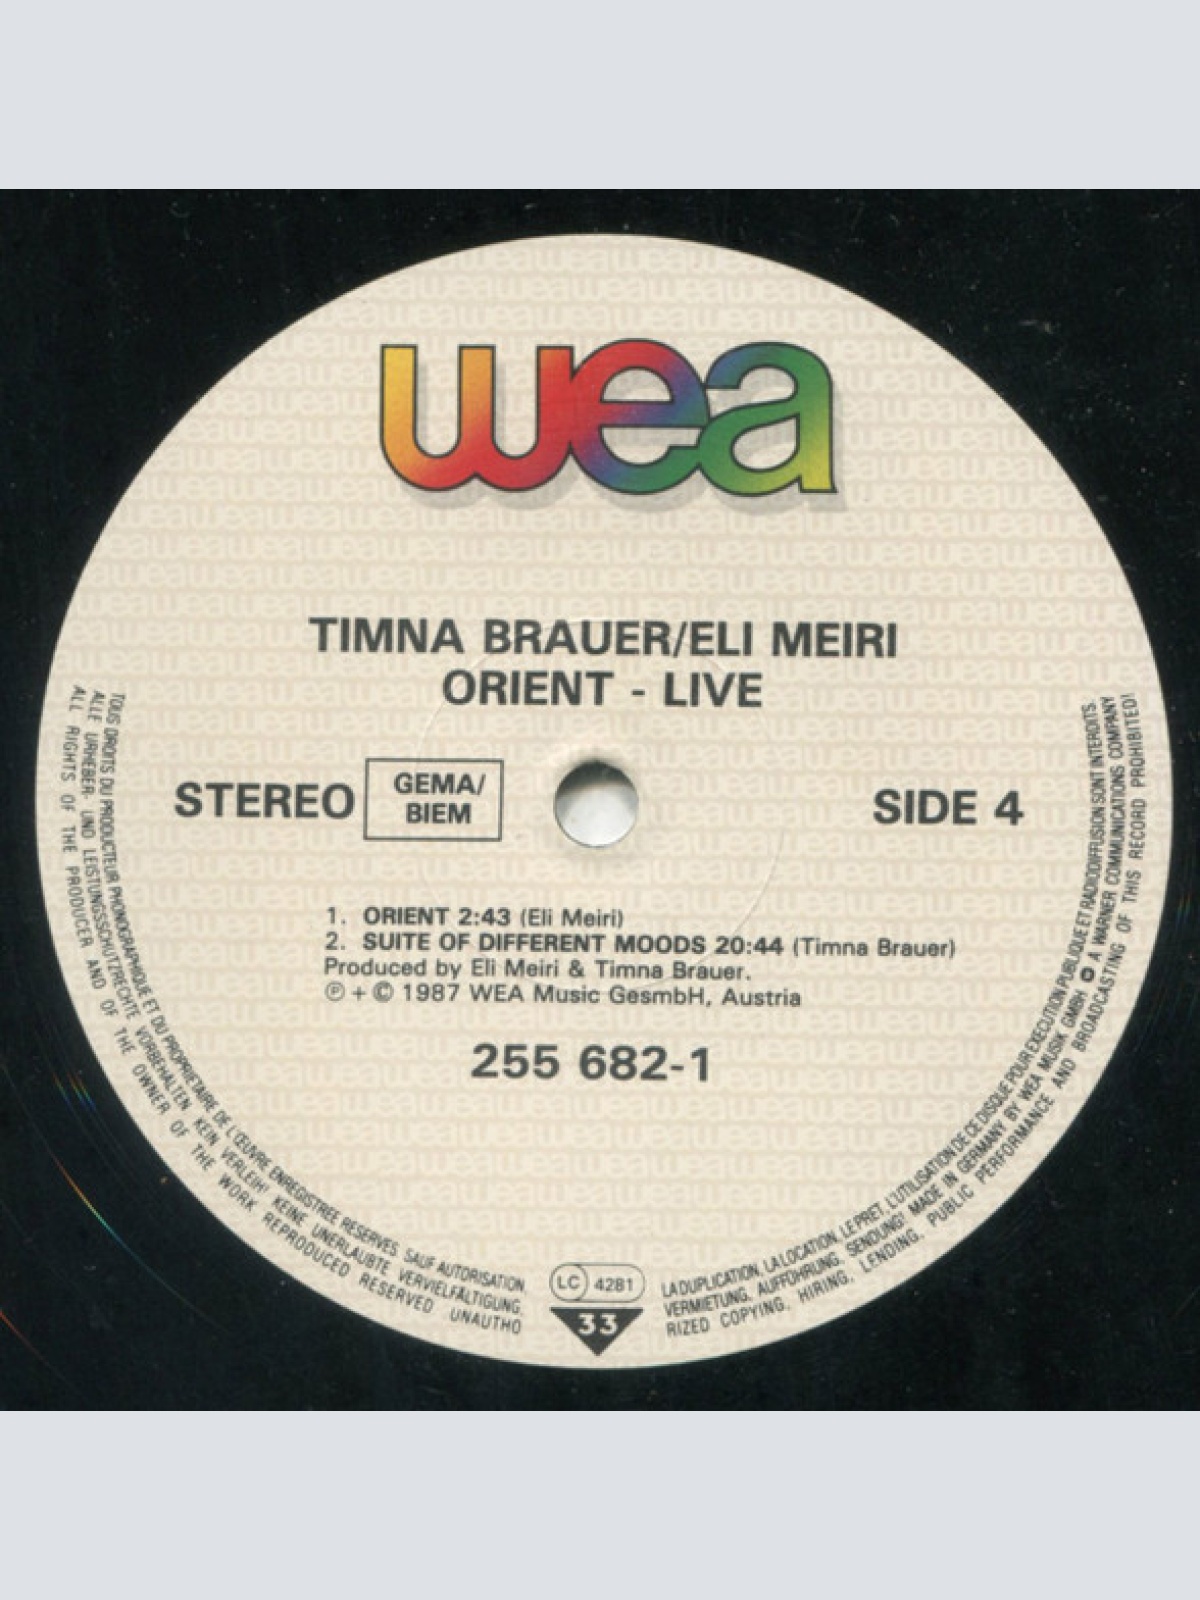 wea
TIMNA BRAUER/ELI MEIRI
ORIENT - LIVE
STEREO
GEMA/
BIEM
SIDE 4
1. ORIENT 2:43 (Eli Meiri)
2. SUITE OF DIFFERENT MOODS 20:44 (Timna Brauer)
Produced by Eli Meiri & Timna Brauer.
℗ + © 1987 WEA Music GesmbH, Austria
255 682-1
TOUS DROITS DU PRODUCTEUR PHONOGRAPHIQUE ET DU PROPRIETAIRE DE L'ŒUVRE ENREGISTREE RESERVES. SAUF AUTORISATION, LA DUPLICATION, LA LOCATION, LE PRET, L'UTILISATION DE CE DISQUE POUR EXECUTION PUBLIQUE ET RADIODIFFUSION SONT INTERDITS.
ALLE URHEBER- UND LEISTUNGSSCHUTZRECHTE VORBEHALTEN. KEIN VERLEIH! KEINE UNERLAUBTE VERVIELFÄLTIGUNG, VERMIETUNG, AUFFÜHRUNG, SENDUNG! MADE IN GERMANY BY WEA MUSIK GMBH A WARNER COMMUNICATIONS COMPANY
ALL RIGHTS OF THE PRODUCER AND OF THE OWNER OF THE WORK REPRODUCED RESERVED UNAUTHORIZED COPYING, HIRING, LENDING, PUBLIC PERFORMANCE AND BROADCASTING OF THIS RECORD PROHIBITED!
LC 4281
33